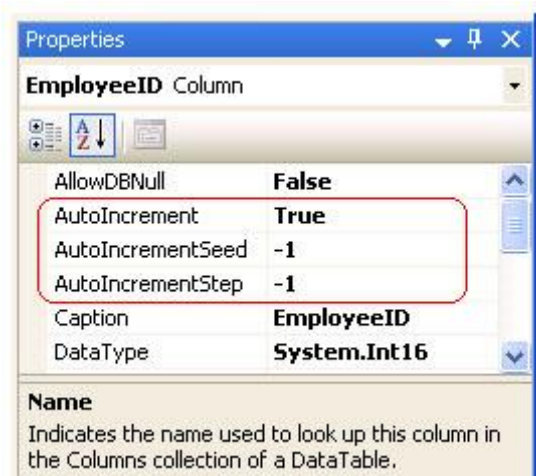 Properties
EmployeeID Column
AZ
AllowDBNull False
AutoIncrement True
AutoIncrementSeed -1
AutoIncrementStep -1
Caption EmployeeID
DataType System.Int16
Name
Indicates the name used to look up this column in
the Columns collection of a DataTable.